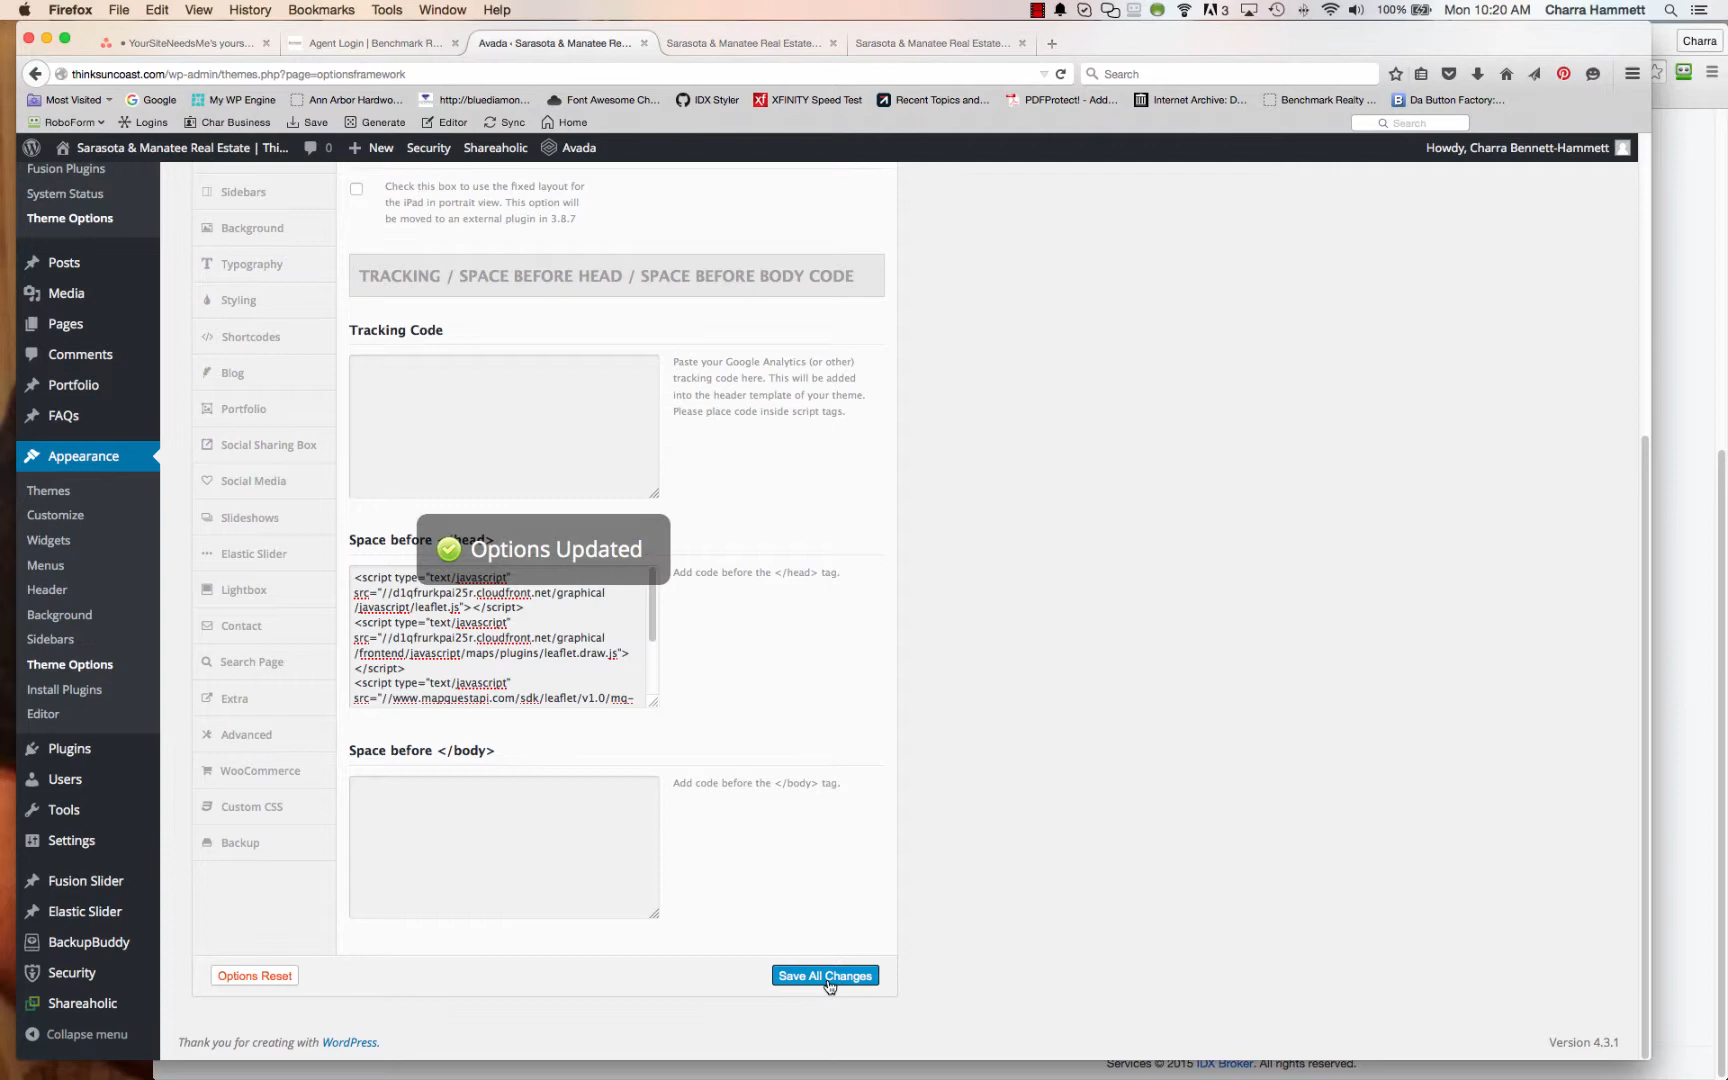 Firefox File Edit View History Bookmarks Tools Window Help 3 100% Mon 10:20 AM Charra Hammett
• YourSiteNeedsMe's yours... × Agent Login | Benchmark R... × Avada ‹ Sarasota & Manatee Re... × Sarasota & Manatee Real Estate... × Sarasota & Manatee Real Estate... × + Charra
thinksuncoast.com/wp-admin/themes.php?page=optionsframework Search
Most Visited Google My WP Engine Ann Arbor Hardwo... http://bluediamon... Font Awesome Ch... IDX Styler XFINITY Speed Test Recent Topics and... PDFProtect! - Add... Internet Archive: D... Benchmark Realty ... Da Button Factory:...
RoboForm Logins Char Business Save Generate Editor Sync Home Search
Sarasota & Manatee Real Estate | Thi... 0 + New Security Shareaholic Avada Howdy, Charra Bennett-Hammett
Fusion Plugins
System Status
Theme Options
Posts
Media
Pages
Comments
Portfolio
FAQs
Appearance
Themes
Customize
Widgets
Menus
Header
Background
Sidebars
Theme Options
Install Plugins
Editor
Plugins
Users
Tools
Settings
Fusion Slider
Elastic Slider
BackupBuddy
Security
Shareaholic
Collapse menu
Sidebars
Background
Typography
Styling
Shortcodes
Blog
Portfolio
Social Sharing Box
Social Media
Slideshows
Elastic Slider
Lightbox
Contact
Search Page
Extra
Advanced
WooCommerce
Custom CSS
Backup
Check this box to use the fixed layout for
the iPad in portrait view. This option will
be moved to an external plugin in 3.8.7
TRACKING / SPACE BEFORE HEAD / SPACE BEFORE BODY CODE
Tracking Code
Paste your Google Analytics (or other)
tracking code here. This will be added
into the header template of your theme.
Please place code inside script tags.
Space before </head>
Options Updated
<script type="text/javascript"
src="//d1qfrurkpai25r.cloudfront.net/graphical
/javascript/leaflet.js"></script>
<script type="text/javascript"
src="//d1qfrurkpai25r.cloudfront.net/graphical
/frontend/javascript/maps/plugins/leaflet.draw.js">
</script>
<script type="text/javascript"
src="//www.mapquestapi.com/sdk/leaflet/v1.0/mq-
Add code before the </head> tag.
Space before </body>
Add code before the </body> tag.
Options Reset Save All Changes
Thank you for creating with WordPress. Version 4.3.1
Services © 2015 IDX Broker. All rights reserved.